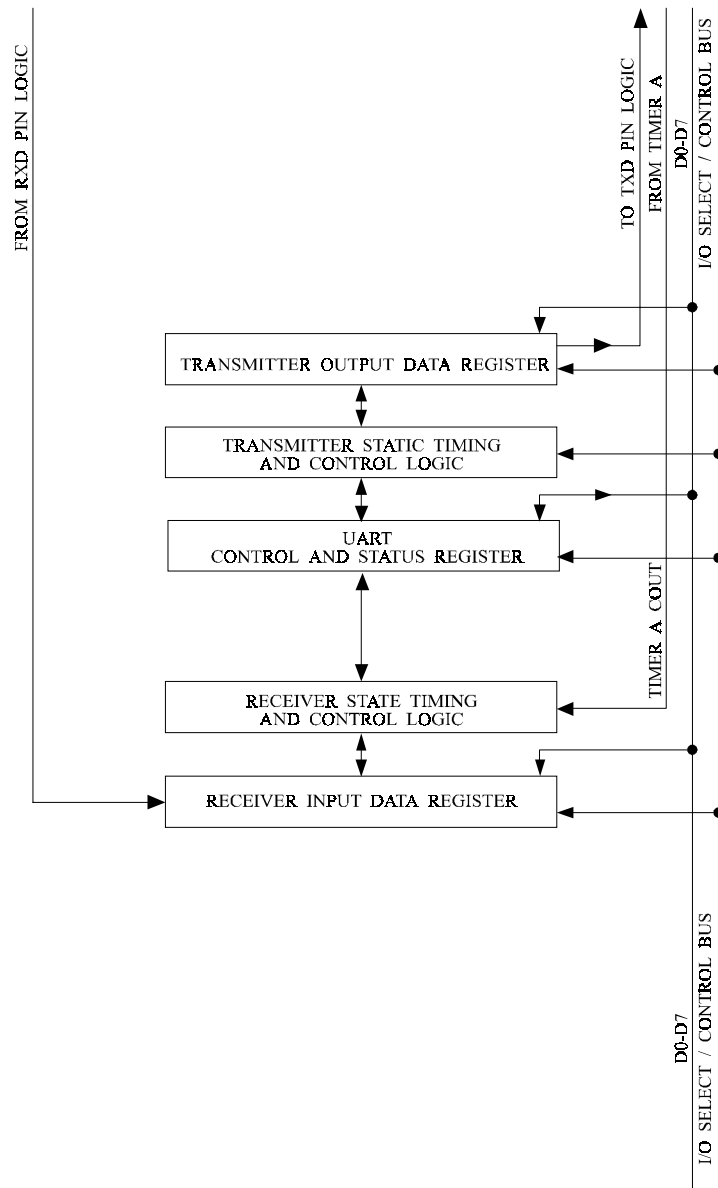 FROM RXD PIN LOGIC
TO TXD PIN LOGIC
FROM TIMER A
D0-D7
I/O SELECT / CONTROL BUS
TRANSMITTER OUTPUT DATA REGISTER
TRANSMITTER STATIC TIMING
AND CONTROL LOGIC
UART
CONTROL AND STATUS REGISTER
TIMER A COUT
RECEIVER STATE TIMING
AND CONTROL LOGIC
RECEIVER INPUT DATA REGISTER
D0-D7
I/O SELECT / CONTROL BUS